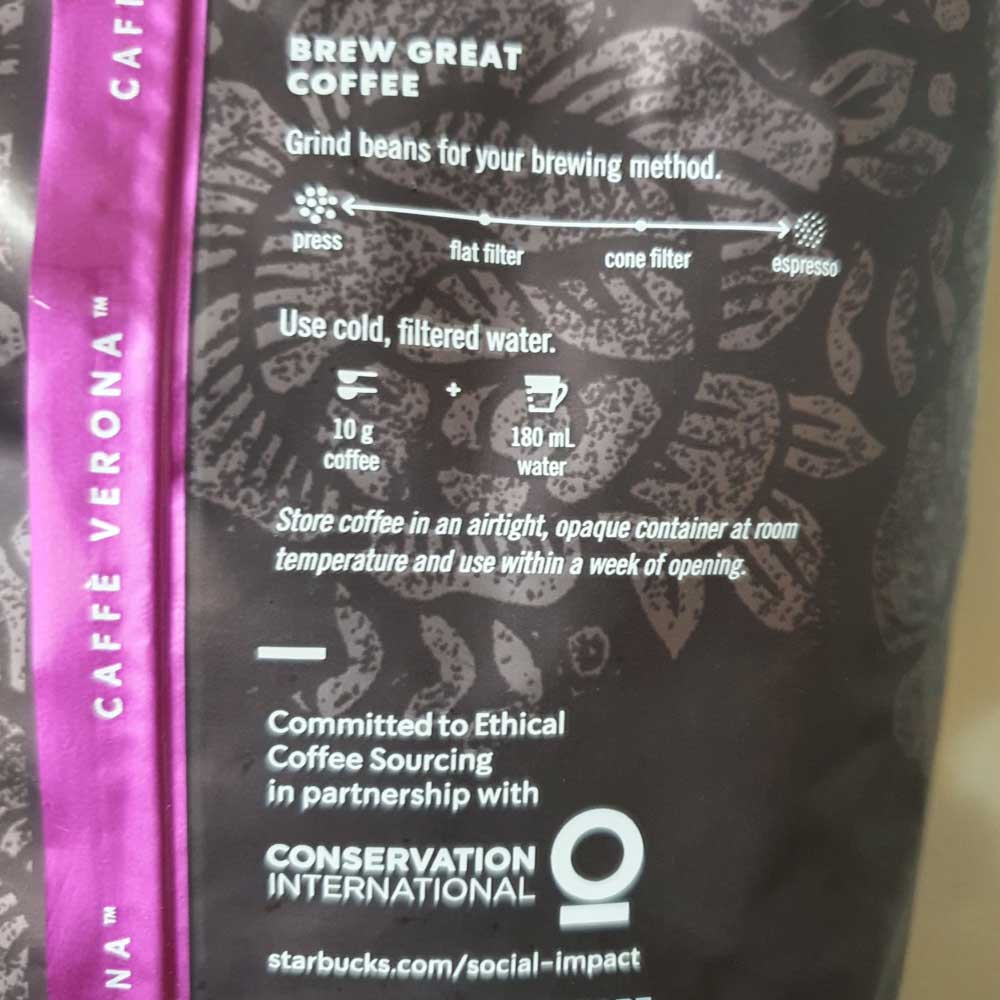 BREW GREAT
COFFEE
Grind beans for your brewing method.
press flat filter cone filter espresso
Use cold, filtered water.
+
10 g 180 mL
coffee water
Store coffee in an airtight, opaque container at room
temperature and use within a week of opening.
Committed to Ethical
Coffee Sourcing
in partnership with
CONSERVATION
INTERNATIONAL
starbucks.com/social-impact
CAFF
CAFFÈ VERONA™
NA™